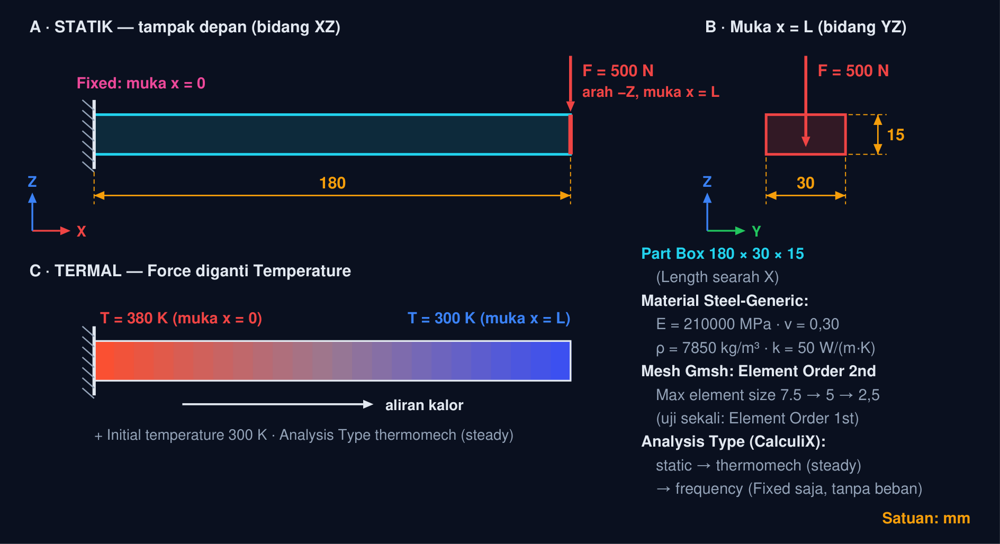 A · STATIK — tampak depan (bidang XZ)
B · Muka x = L (bidang YZ)
F = 500 N
arah −Z, muka x = L
F = 500 N
Fixed: muka x = 0
15
Z
180
X
Z
30
Y
Part Box 180 × 30 × 15
(Length searah X)
Material Steel-Generic:
E = 210000 MPa · ν = 0,30
ρ = 7850 kg/m³ · k = 50 W/(m·K)
Mesh Gmsh: Element Order 2nd
Max element size 7.5 → 5 → 2,5
(uji sekali: Element Order 1st)
Analysis Type (CalculiX):
static → thermomech (steady)
→ frequency (Fixed saja, tanpa beban)
C · TERMAL — Force diganti Temperature
T = 380 K (muka x = 0)
T = 300 K (muka x = L)
aliran kalor
+ Initial temperature 300 K · Analysis Type thermomech (steady)
Satuan: mm